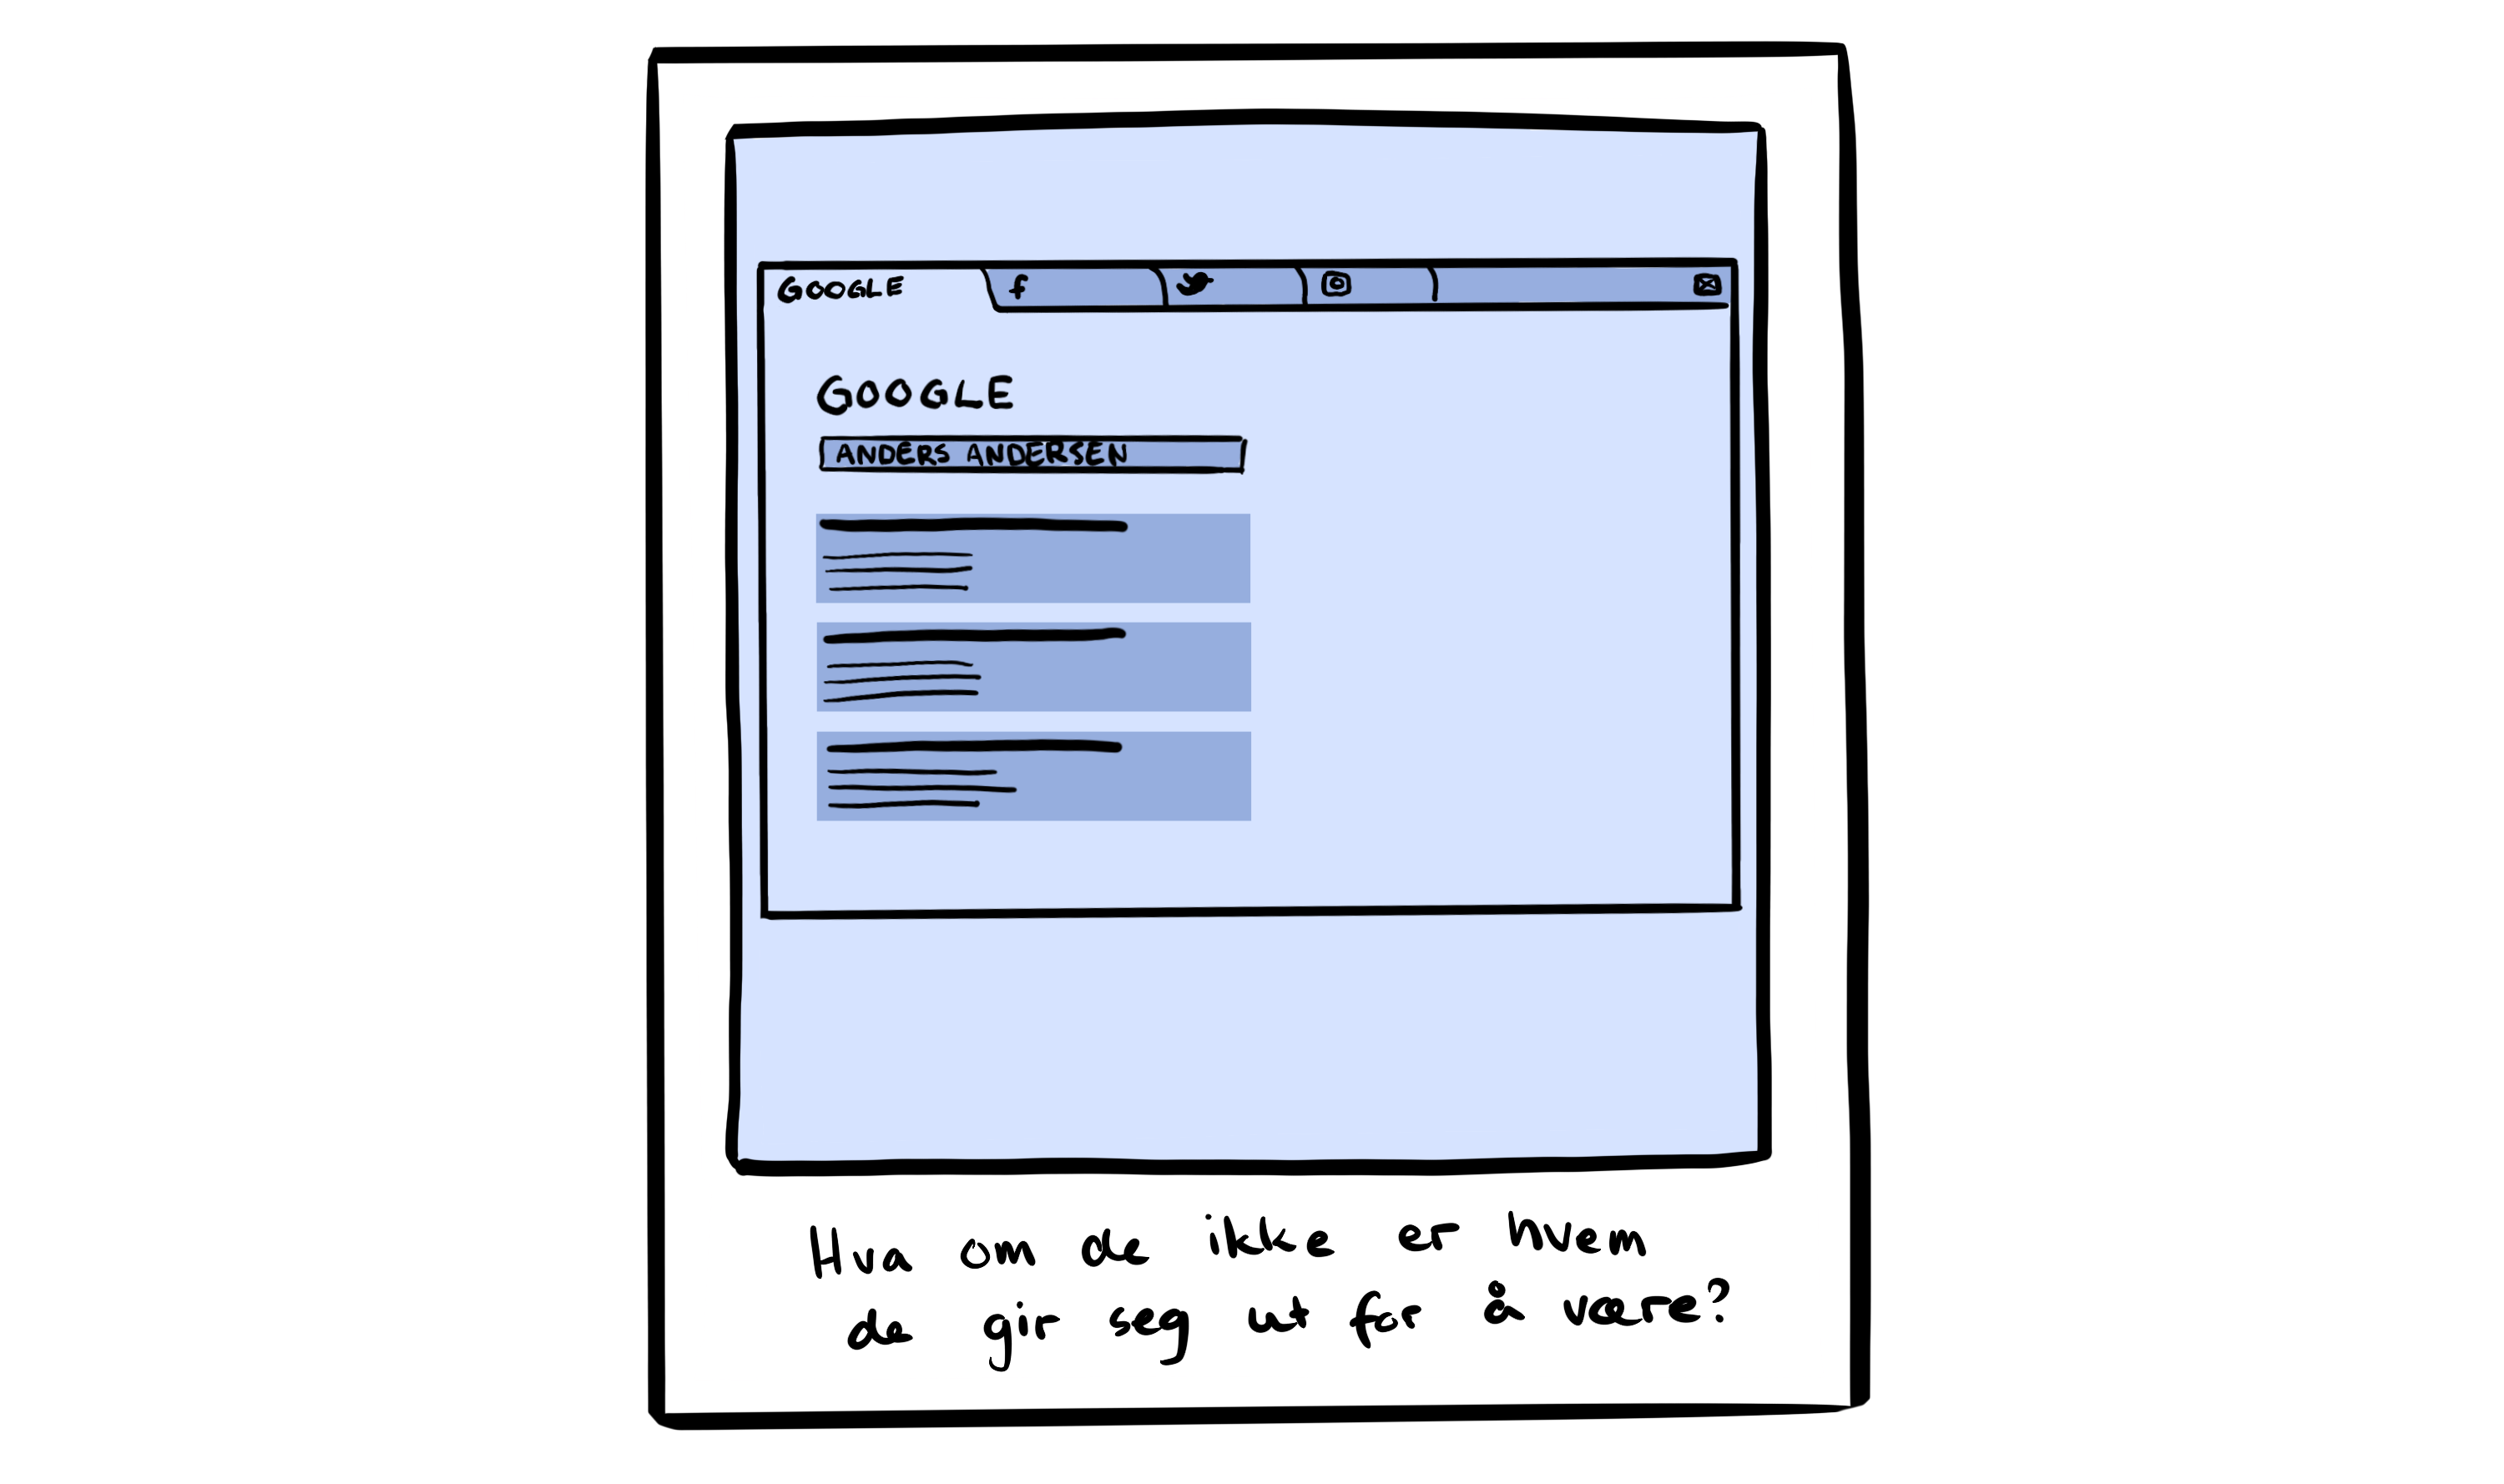 GOOGLE
GOOGLE
ANDERS ANDERSEN
Hva om de ikke er hvem
de gir seg ut for å være?